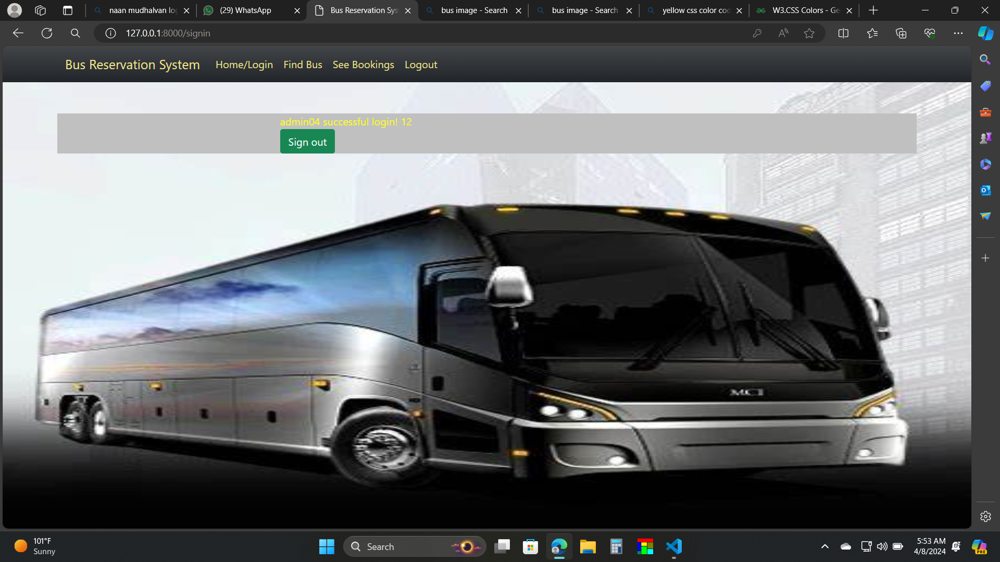 naan mudhalvan log
(29) WhatsApp
Bus Reservation Sys
bus image - Search
bus image - Search
yellow css color cod
W3.CSS Colors - Ge
127.0.0.1:8000/signin
Bus Reservation System
Home/Login
Find Bus
See Bookings
Logout
admin04 successful login! 12
Sign out
MCI
101°F
Sunny
Search
5:53 AM
4/8/2024
PRE